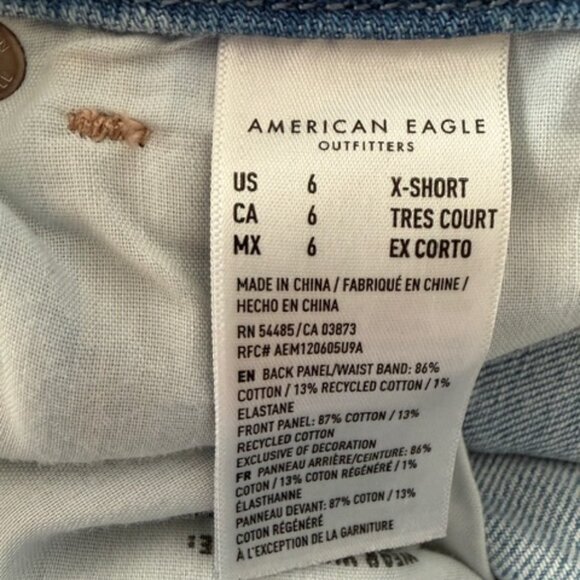 AMERICAN EAGLE
OUTFITTERS
US 6 X-SHORT
CA 6 TRES COURT
MX 6 EX CORTO
MADE IN CHINA / FABRIQUÉ EN CHINE /
HECHO EN CHINA
RN 54485 / CA 03873
RFC# AEM120605U9A
EN BACK PANEL/WAIST BAND: 86%
COTTON / 13% RECYCLED COTTON / 1%
ELASTANE
FRONT PANEL: 87% COTTON / 13%
RECYCLED COTTON
EXCLUSIVE OF DECORATION
FR PANNEAU ARRIÈRE/CEINTURE: 86%
COTON / 13% COTON RÉGÉNÉRÉ / 1%
ÉLASTHANNE
PANNEAU DEVANT: 87% COTON / 13%
COTON RÉGÉNÉRÉ
À L'EXCEPTION DE LA GARNITURE
WEAR